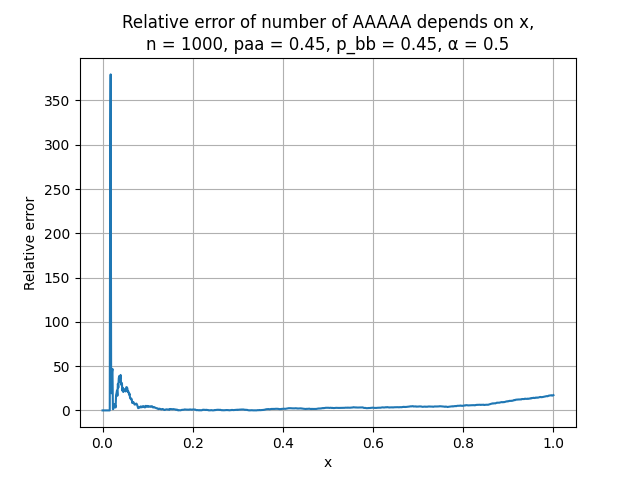 Relative error of number of AAAAA depends on x,
n = 1000, paa = 0.45, p_bb = 0.45, α = 0.5
350
300
250
200
150
100
50
0
Relative error
0.0 0.2 0.4 0.6 0.8 1.0
x